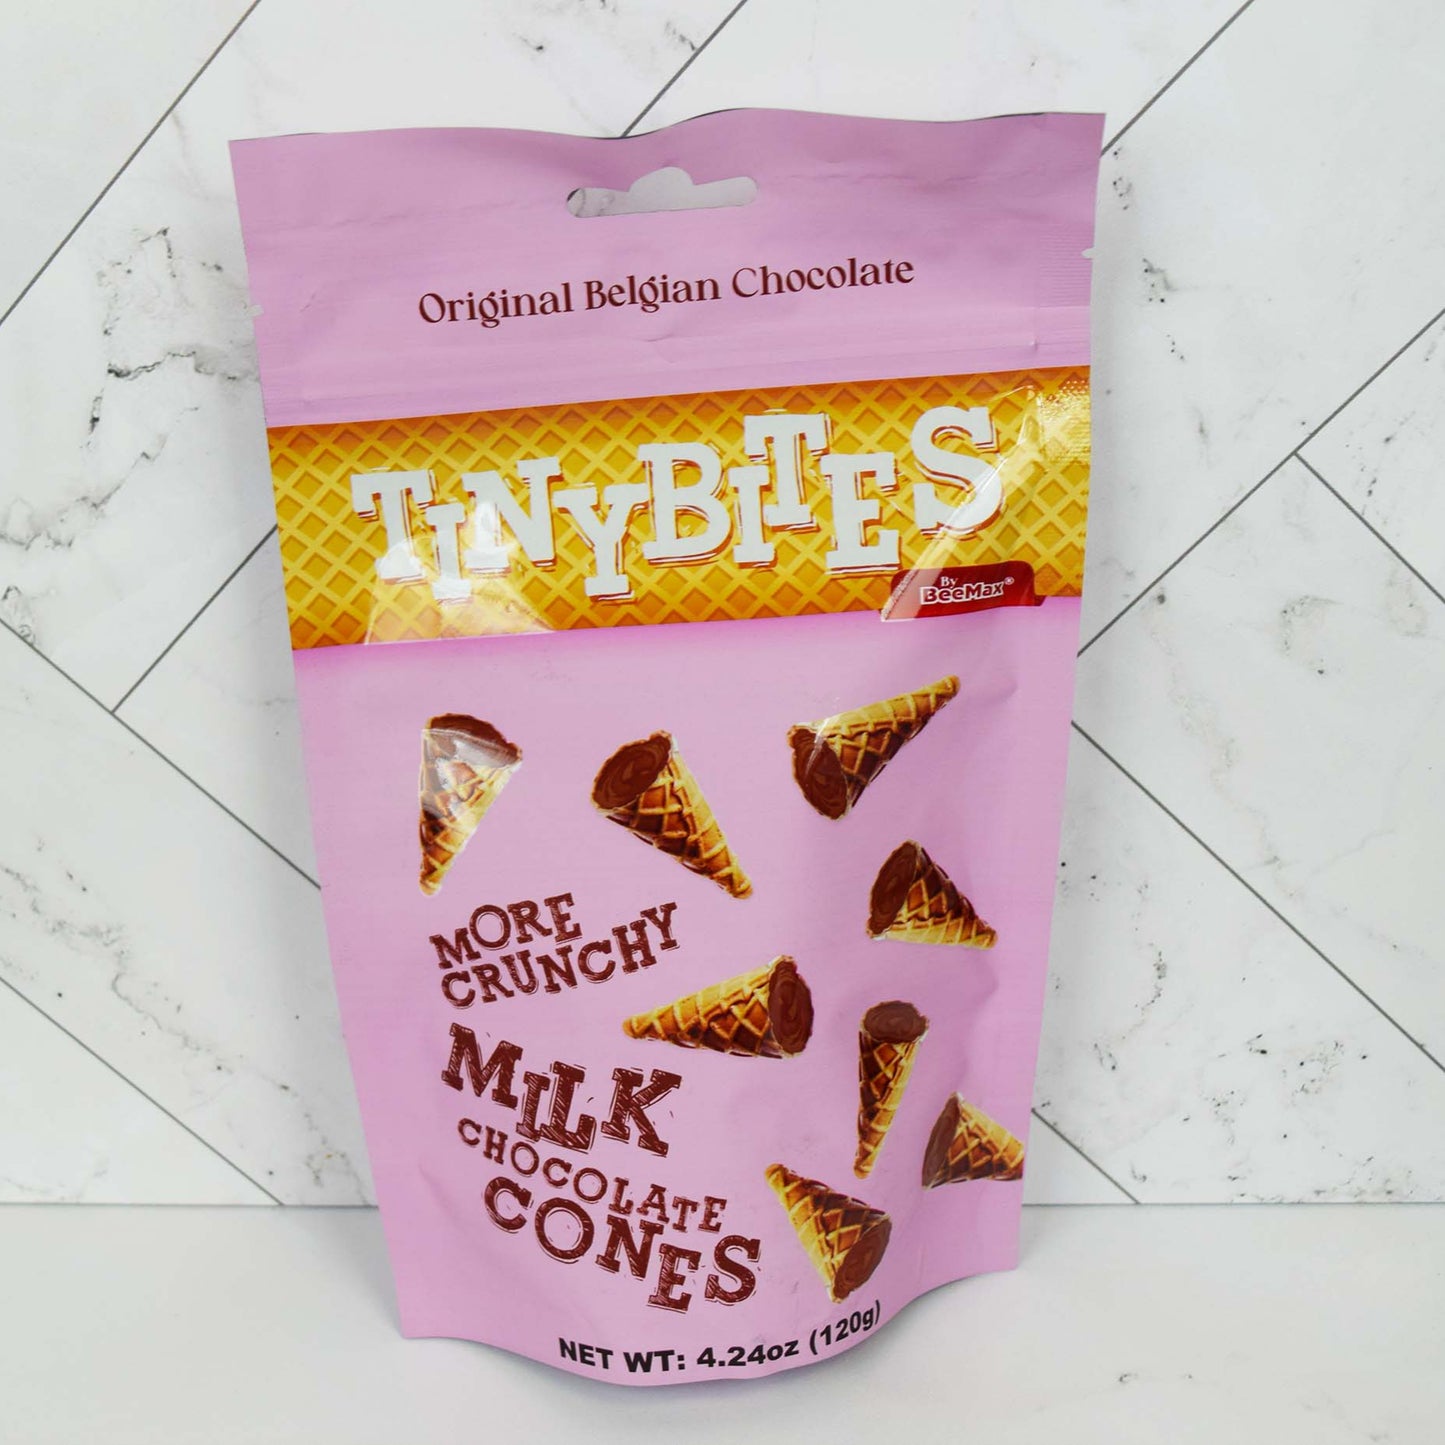 Original Belgian Chocolate
TiNYBiTES
By
BeeMax®
MORE
CRUNCHY
MiLK
CHOCOLATE
CONES
NET WT: 4.24oz (120g)